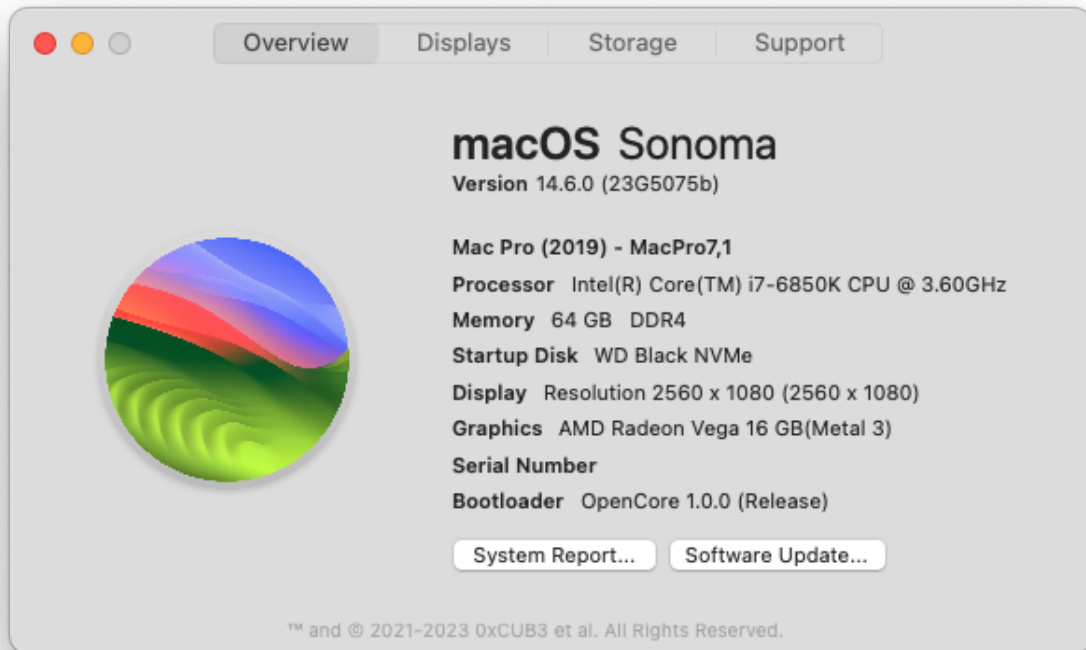 Overview Displays Storage Support
macOS Sonoma
Version 14.6.0 (23G5075b)
Mac Pro (2019) - MacPro7,1
Processor Intel(R) Core(TM) i7-6850K CPU @ 3.60GHz
Memory 64 GB DDR4
Startup Disk WD Black NVMe
Display Resolution 2560 x 1080 (2560 x 1080)
Graphics AMD Radeon Vega 16 GB(Metal 3)
Serial Number
Bootloader OpenCore 1.0.0 (Release)
System Report... Software Update...
™ and © 2021-2023 0xCUB3 et al. All Rights Reserved.